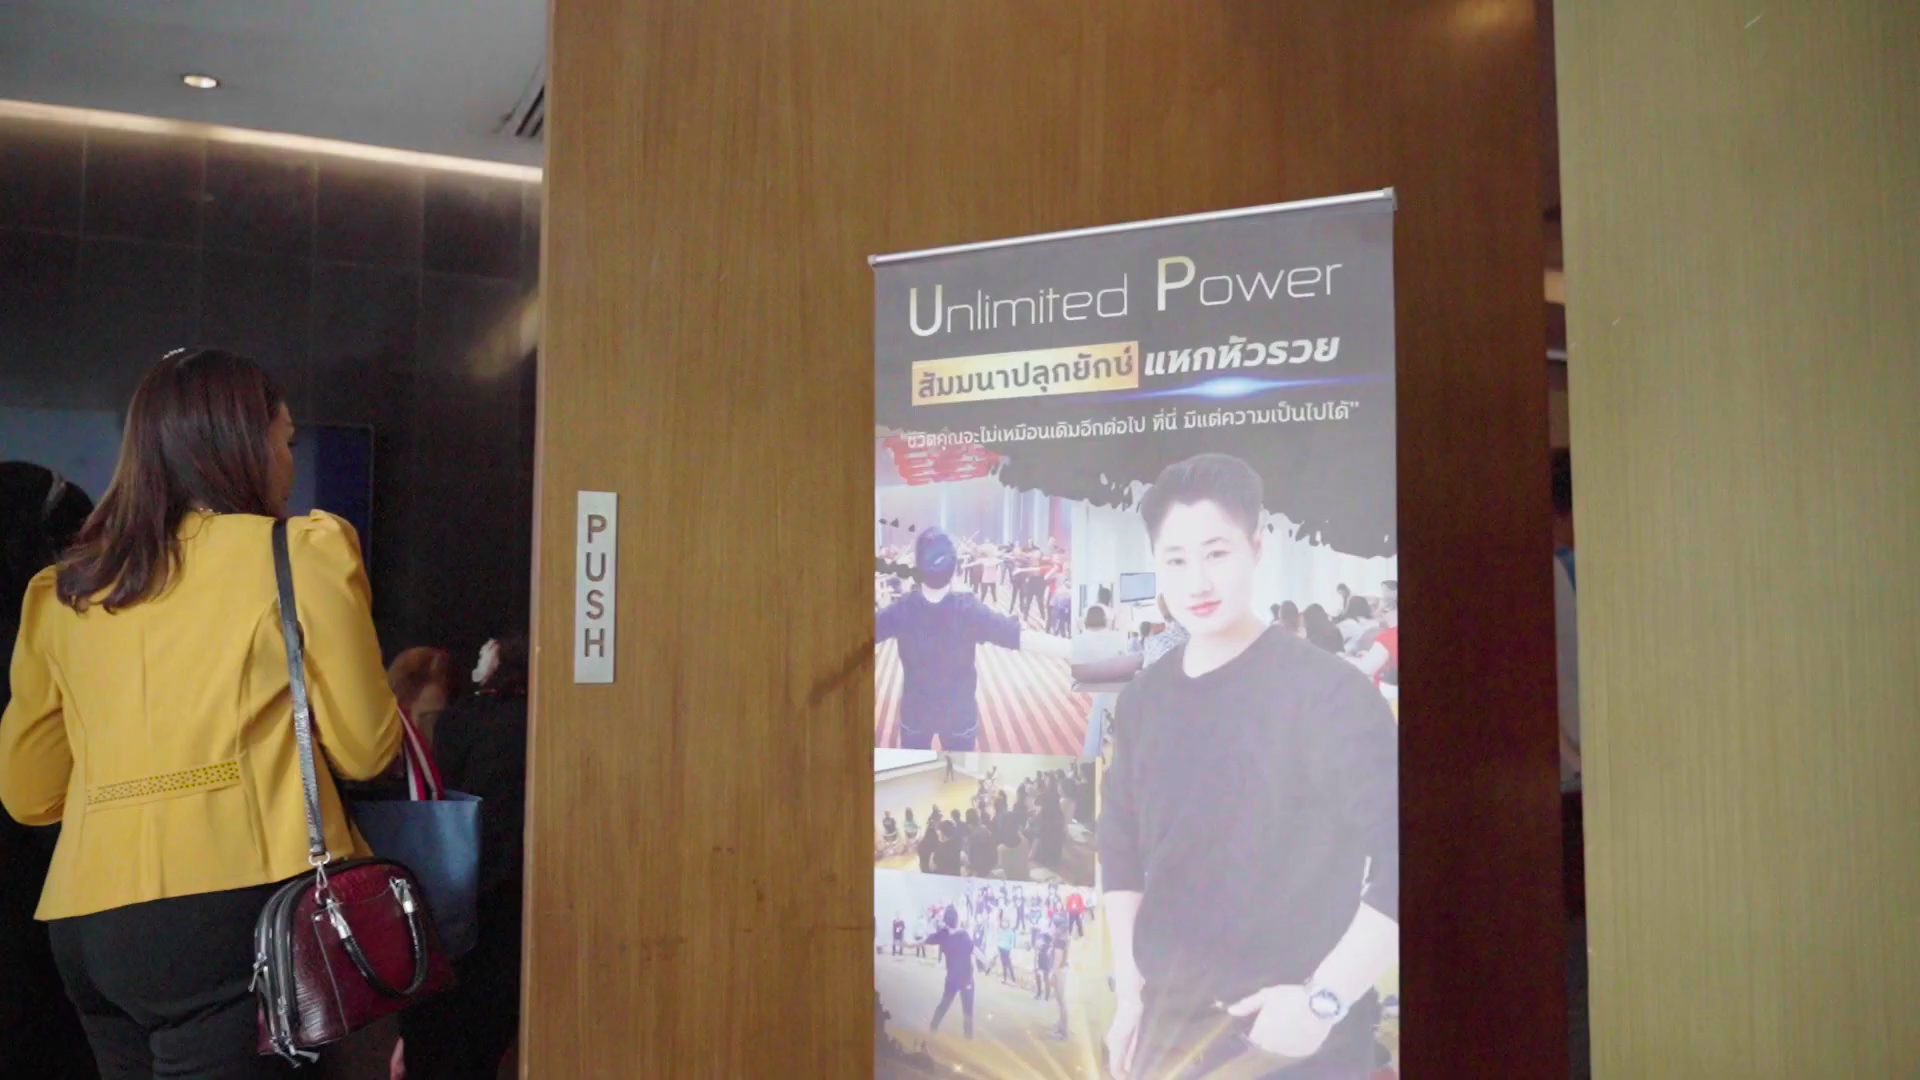 PUSH
Unlimited Power
สัมมนาปลุกยักษ์ แหกหัวรวย
"ชีวิตคุณจะไม่เหมือนเดิมอีกต่อไป ที่นี่ มีแต่ความเป็นไปได้"